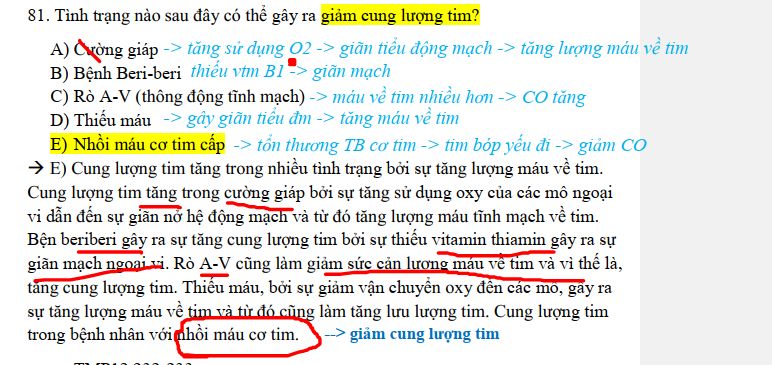 81. Tình trạng nào sau đây có thể gây ra giảm cung lượng tim?
A) Cường giáp -> tăng sử dụng O2 -> giãn tiểu động mạch -> tăng lượng máu về tim
B) Bệnh Beri-beri thiếu vtm B1 -> giãn mạch
C) Rò A-V (thông động tĩnh mạch) -> máu về tim nhiều hơn -> CO tăng
D) Thiếu máu -> gây giãn tiểu đm -> tăng máu về tim
E) Nhồi máu cơ tim cấp -> tổn thương TB cơ tim -> tim bóp yếu đi -> giảm CO
→ E) Cung lượng tim tăng trong nhiều tình trạng bởi sự tăng lượng máu về tim.
Cung lượng tim tăng trong cường giáp bởi sự tăng sử dụng oxy của các mô ngoại
vi dẫn đến sự giãn nở hệ động mạch và từ đó tăng lượng máu tĩnh mạch về tim.
Bện beriberi gây ra sự tăng cung lượng tim bởi sự thiếu vitamin thiamin gây ra sự
giãn mạch ngoại vi. Rò A-V cũng làm giảm sức cản lượng máu về tim và vì thế là,
tăng cung lượng tim. Thiếu máu, bởi sự giảm vận chuyển oxy đến các mô, gây ra
sự tăng lượng máu về tim và từ đó cũng làm tăng lưu lượng tim. Cung lượng tim
trong bệnh nhân với nhồi máu cơ tim. --> giảm cung lượng tim